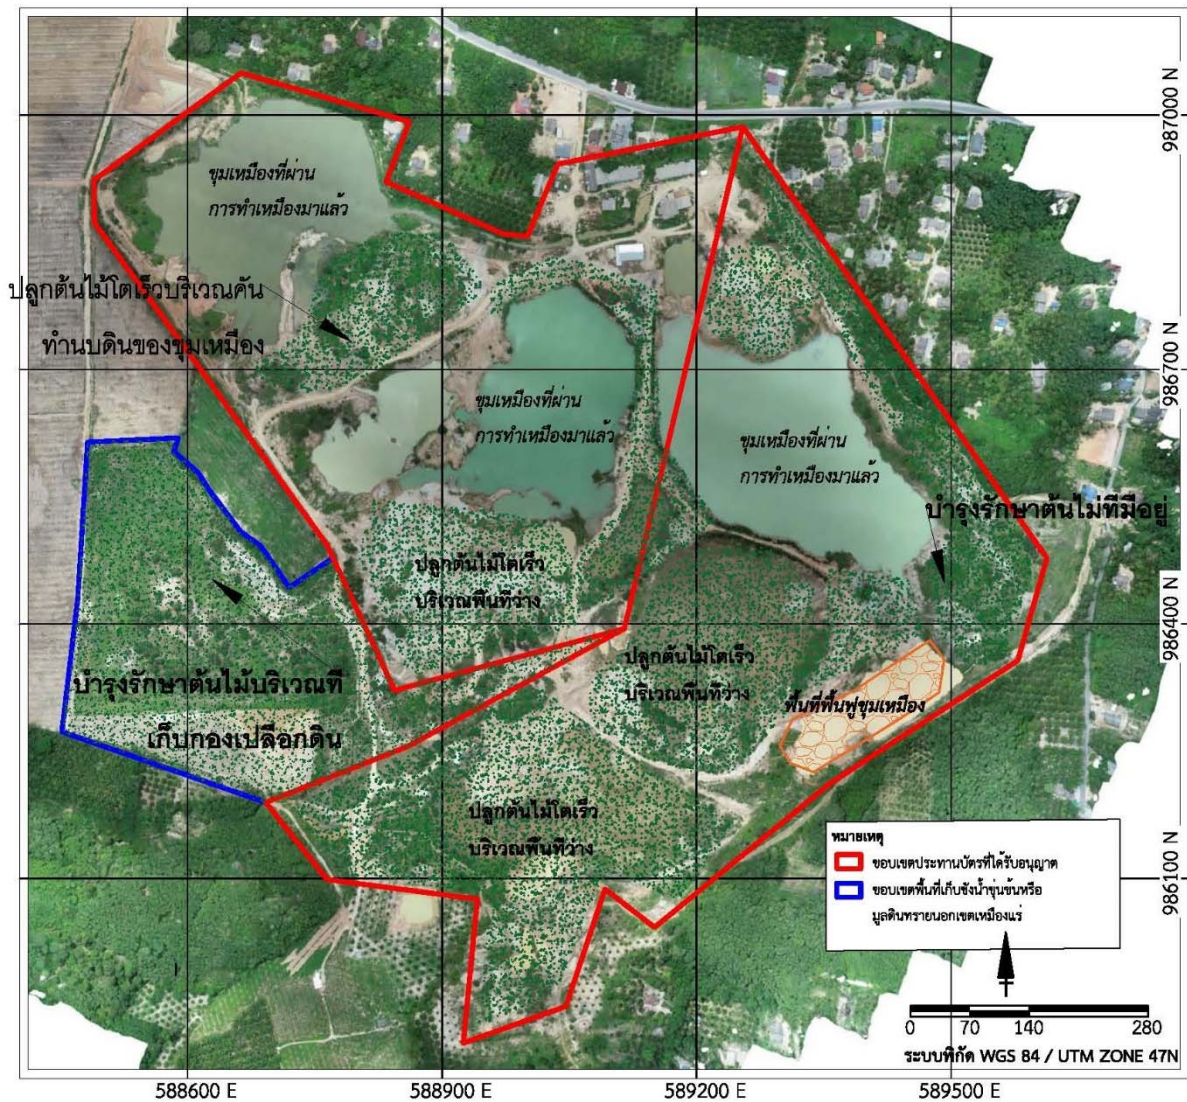 987000 N
ขุมเหมืองที่ผ่าน
การทำเหมืองมาแล้ว
ปลูกต้นไม้โตเร็วบริเวณคัน
ทำนบดินของขุมเหมือง
986700 N
ขุมเหมืองที่ผ่าน
การทำเหมืองมาแล้ว
ขุมเหมืองที่ผ่าน
การทำเหมืองมาแล้ว
บำรุงรักษาต้นไม้ที่มีอยู่
ปลูกต้นไม้โตเร็ว
บริเวณพื้นที่ว่าง
986400 N
ปลูกต้นไม้โตเร็ว
บริเวณพื้นที่ว่าง
บำรุงรักษาต้นไม้บริเวณที่
เก็บกองเปลือกดิน
พื้นที่ฟื้นฟูขุมเหมือง
ปลูกต้นไม้โตเร็ว
บริเวณพื้นที่ว่าง
986100 N
หมายเหตุ
ขอบเขตประทานบัตรที่ได้รับอนุญาต
ขอบเขตพื้นที่เก็บขังน้ำขุ่นข้นหรือ
มูลดินทรายนอกเขตเหมืองแร่
0 70 140 280
ระบบพิกัด WGS 84 / UTM ZONE 47N
588600 E 588900 E 589200 E 589500 E